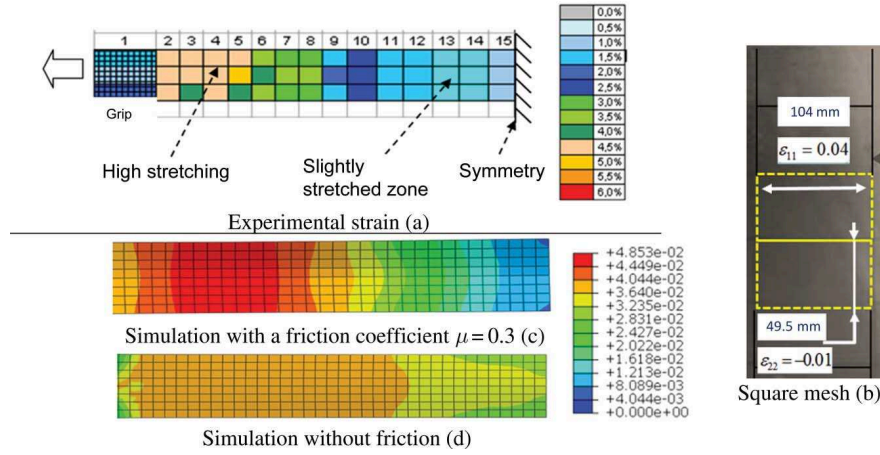 1 2 3 4 5 6 7 8 9 10 11 12 13 14 15
Grip
High stretching
Slightly
stretched zone
Symmetry
0,0%
0,5%
1,0%
1,5%
2,0%
2,5%
3,0%
3,5%
4,0%
4,5%
5,0%
5,5%
6,0%
Experimental strain (a)
Simulation with a friction coefficient μ = 0.3 (c)
Simulation without friction (d)
+4.853e-02
+4.449e-02
+4.044e-02
+3.640e-02
+3.235e-02
+2.831e-02
+2.427e-02
+2.022e-02
+1.618e-02
+1.213e-02
+8.089e-03
+4.044e-03
+0.000e+00
104 mm
ε₁₁ = 0.04
49.5 mm
ε₂₂ = −0.01
Square mesh (b)